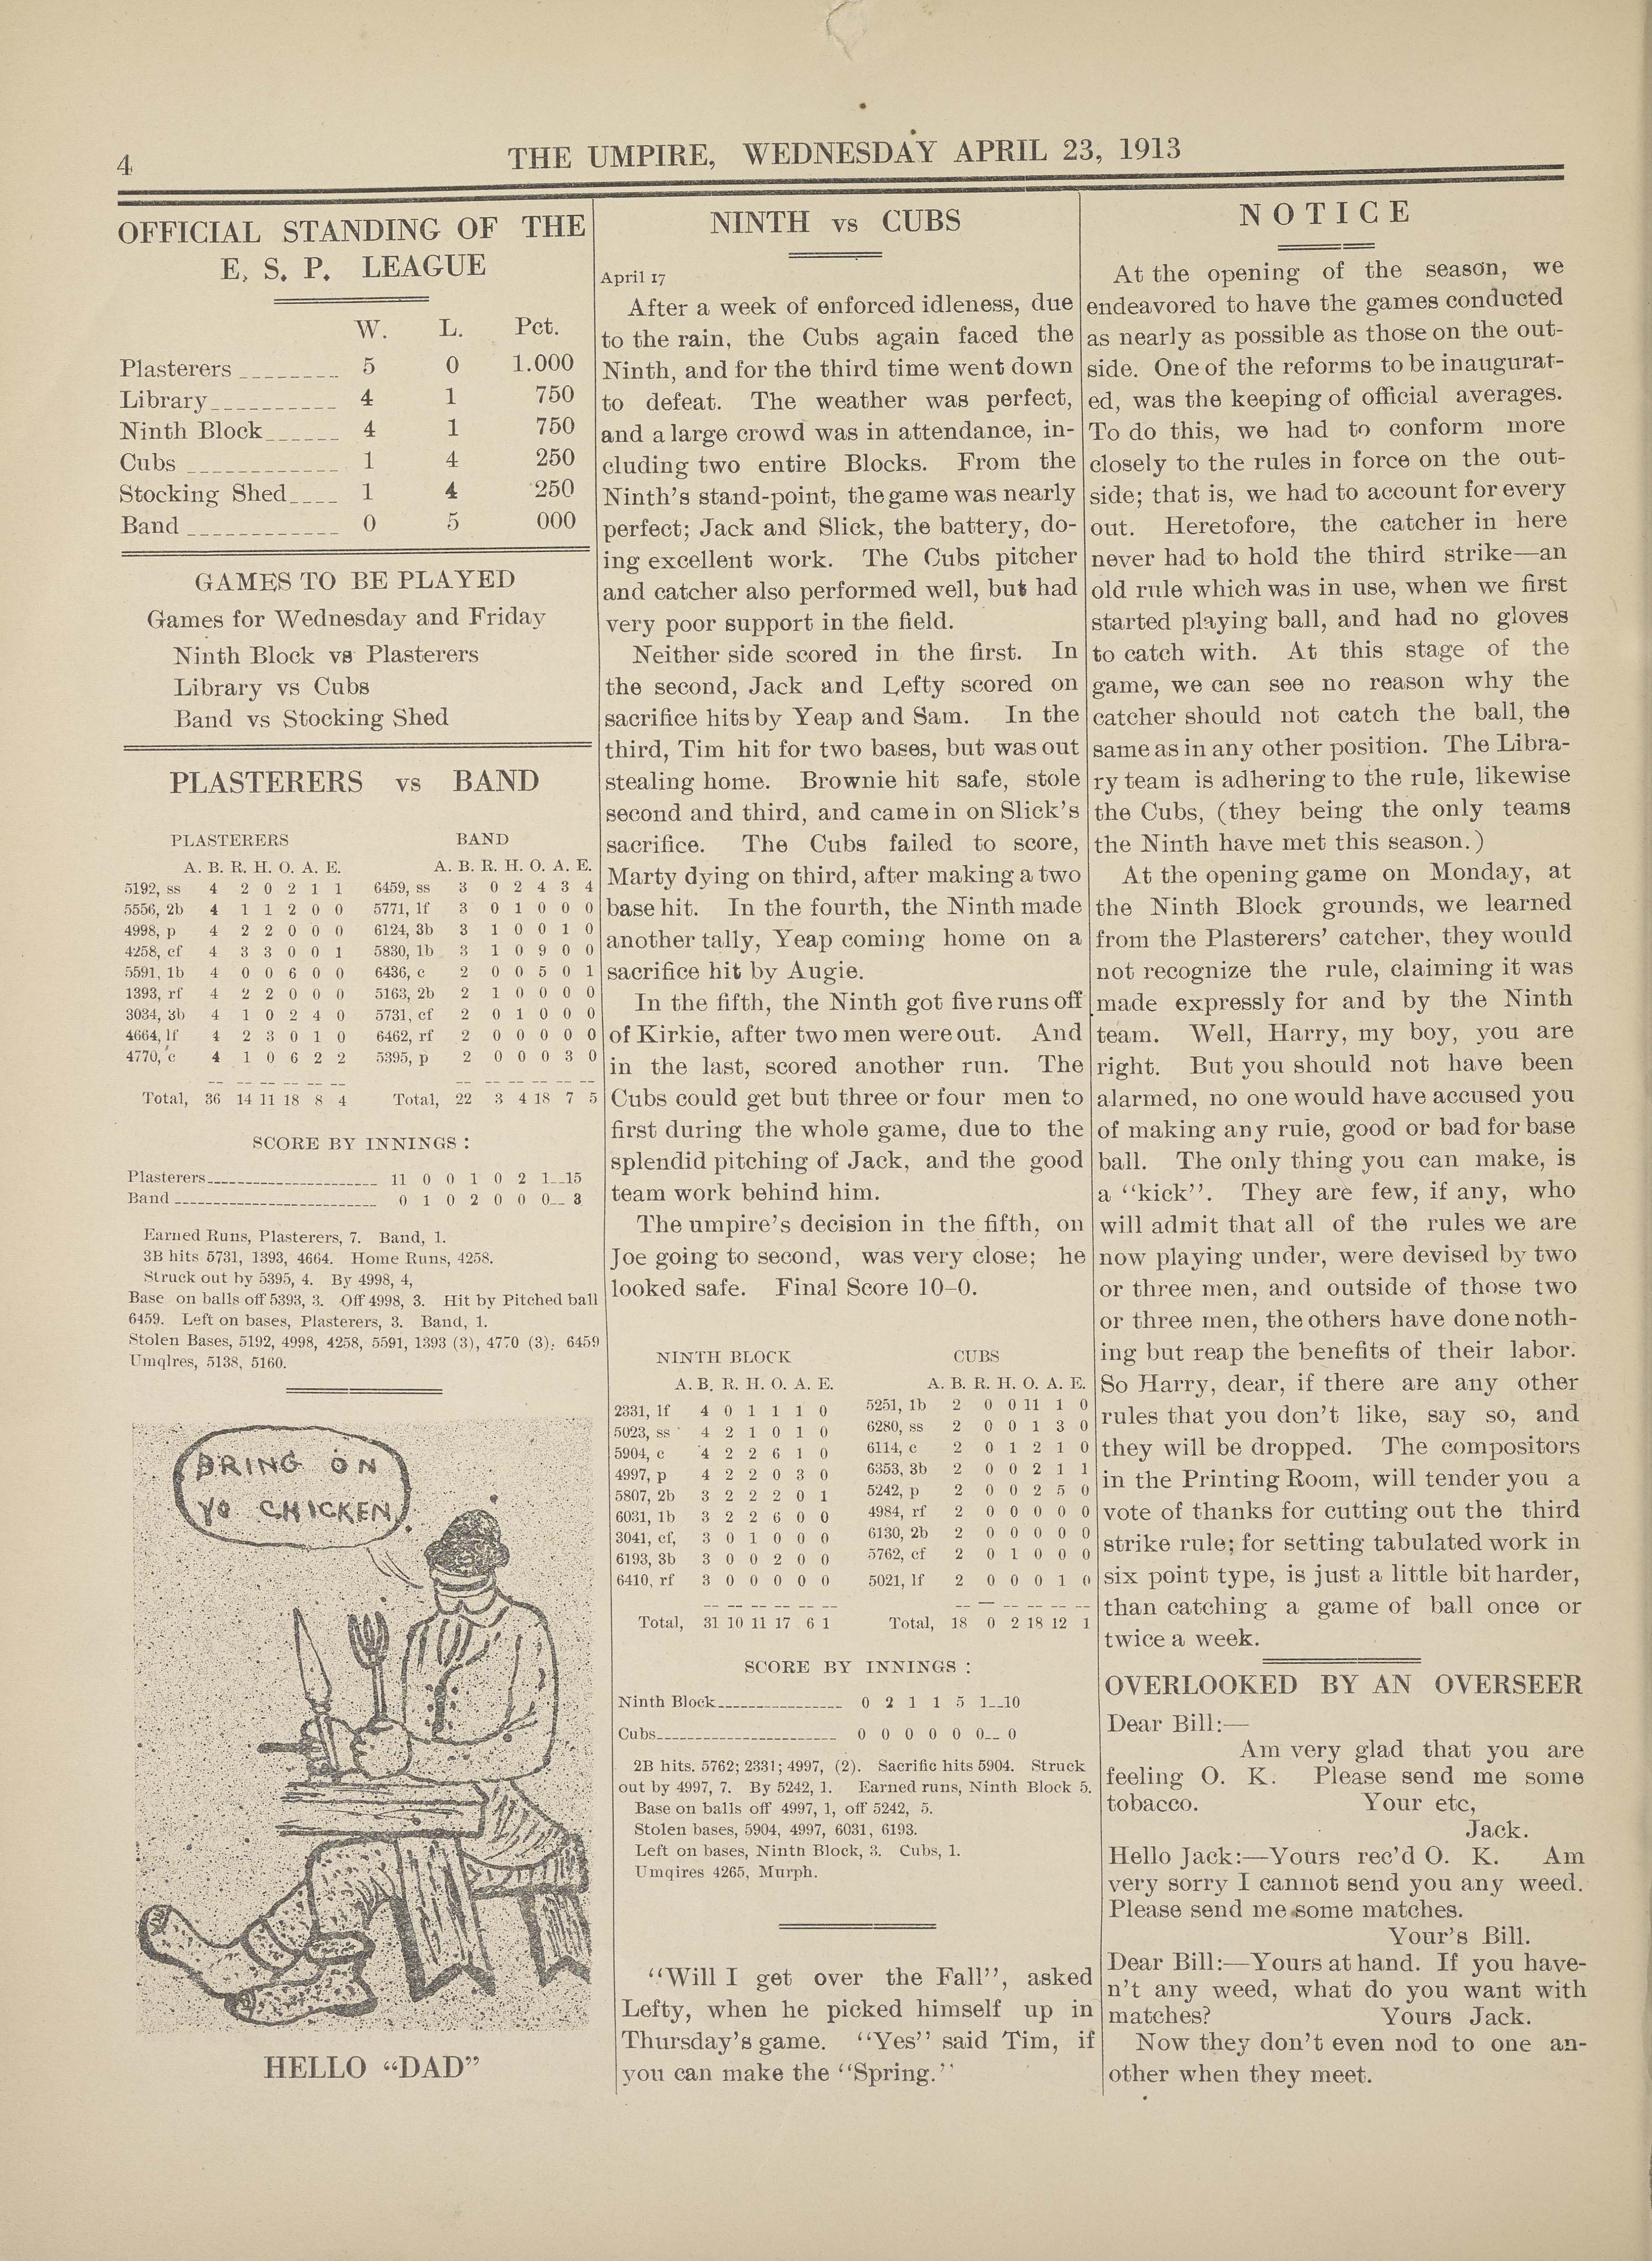 4
THE UMPIRE, WEDNESDAY APRIL 23, 1913
OFFICIAL STANDING OF THE
E, S. P. LEAGUE
W. L. Pct.
Plasterers 5 0 1.000
Library 4 1 750
Ninth Block 4 1 750
Cubs 1 4 250
Stocking Shed 1 4 250
Band 0 5 000
GAMES TO BE PLAYED
Games for Wednesday and Friday
Ninth Block vs Plasterers
Library vs Cubs
Band vs Stocking Shed
PLASTERERS vs BAND
PLASTERERS BAND
A. B. R. H. O. A. E. A. B. R. H. O. A. E.
5192, ss 4 2 0 2 1 1 6459, ss 3 0 2 4 3 4
5556, 2b 4 1 1 2 0 0 5771, lf 3 0 1 0 0 0
4998, p 4 2 2 0 0 0 6124, 3b 3 1 0 0 1 0
4258, cf 4 3 3 0 0 1 5830, 1b 3 1 0 9 0 0
5591, 1b 4 0 0 6 0 0 6436, c 2 0 0 5 0 1
1393, rf 4 2 2 0 0 0 5163, 2b 2 1 0 0 0 0
3034, 3b 4 1 0 2 4 0 5731, cf 2 0 1 0 0 0
4664, lf 4 2 3 0 1 0 6462, rf 2 0 0 0 0 0
4770, c 4 1 0 6 2 2 5395, p 2 0 0 0 3 0
Total, 36 14 11 18 8 4 Total, 22 3 4 18 7 5
SCORE BY INNINGS :
Plasterers 11 0 0 1 0 2 1__15
Band 0 1 0 2 0 0 0__ 3
Earned Runs, Plasterers, 7. Band, 1.
3B hits 5731, 1393, 4664. Home Runs, 4258.
Struck out by 5395, 4. By 4998, 4,
Base on balls off 5393, 3. Off 4998, 3. Hit by Pitched ball
6459. Left on bases, Plasterers, 3. Band, 1.
Stolen Bases, 5192, 4998, 4258, 5591, 1393 (3), 4770 (3); 6459
Umqlres, 5138, 5160.
BRING ON
YO CHICKEN.
HELLO "DAD"
NINTH vs CUBS
April 17
After a week of enforced idleness, due
to the rain, the Cubs again faced the
Ninth, and for the third time went down
to defeat. The weather was perfect,
and a large crowd was in attendance, in-
cluding two entire Blocks. From the
Ninth's stand-point, the game was nearly
perfect; Jack and Slick, the battery, do-
ing excellent work. The Cubs pitcher
and catcher also performed well, but had
very poor support in the field.
Neither side scored in the first. In
the second, Jack and Lefty scored on
sacrifice hits by Yeap and Sam. In the
third, Tim hit for two bases, but was out
stealing home. Brownie hit safe, stole
second and third, and came in on Slick's
sacrifice. The Cubs failed to score,
Marty dying on third, after making a two
base hit. In the fourth, the Ninth made
another tally, Yeap coming home on a
sacrifice hit by Augie.
In the fifth, the Ninth got five runs off
of Kirkie, after two men were out. And
in the last, scored another run. The
Cubs could get but three or four men to
first during the whole game, due to the
splendid pitching of Jack, and the good
team work behind him.
The umpire's decision in the fifth, on
Joe going to second, was very close; he
looked safe. Final Score 10–0.
NINTH BLOCK CUBS
A. B. R. H. O. A. E. A. B. R. H. O. A. E.
2331, lf 4 0 1 1 1 0 5251, 1b 2 0 0 11 1 0
5023, ss 4 2 1 0 1 0 6280, ss 2 0 0 1 3 0
5904, c 4 2 2 6 1 0 6114, c 2 0 1 2 1 0
4997, p 4 2 2 0 3 0 6353, 3b 2 0 0 2 1 1
5807, 2b 3 2 2 2 0 1 5242, p 2 0 0 2 5 0
6031, 1b 3 2 2 6 0 0 4984, rf 2 0 0 0 0 0
3041, cf, 3 0 1 0 0 0 6130, 2b 2 0 0 0 0 0
6193, 3b 3 0 0 2 0 0 5762, cf 2 0 1 0 0 0
6410, rf 3 0 0 0 0 0 5021, lf 2 0 0 0 1 0
Total, 31 10 11 17 6 1 Total, 18 0 2 18 12 1
SCORE BY INNINGS :
Ninth Block 0 2 1 1 5 1__10
Cubs 0 0 0 0 0 0__ 0
2B hits. 5762; 2331; 4997, (2). Sacrific hits 5904. Struck
out by 4997, 7. By 5242, 1. Earned runs, Ninth Block 5.
Base on balls off 4997, 1, off 5242, 5.
Stolen bases, 5904, 4997, 6031, 6193.
Left on bases, Ninth Block, 3. Cubs, 1.
Umqires 4265, Murph.
"Will I get over the Fall", asked
Lefty, when he picked himself up in
Thursday's game. "Yes" said Tim, if
you can make the "Spring."
NOTICE
At the opening of the season, we
endeavored to have the games conducted
as nearly as possible as those on the out-
side. One of the reforms to be inaugurat-
ed, was the keeping of official averages.
To do this, we had to conform more
closely to the rules in force on the out-
side; that is, we had to account for every
out. Heretofore, the catcher in here
never had to hold the third strike—an
old rule which was in use, when we first
started playing ball, and had no gloves
to catch with. At this stage of the
game, we can see no reason why the
catcher should not catch the ball, the
same as in any other position. The Libra-
ry team is adhering to the rule, likewise
the Cubs, (they being the only teams
the Ninth have met this season.)
At the opening game on Monday, at
the Ninth Block grounds, we learned
from the Plasterers' catcher, they would
not recognize the rule, claiming it was
made expressly for and by the Ninth
team. Well, Harry, my boy, you are
right. But you should not have been
alarmed, no one would have accused you
of making any ruie, good or bad for base
ball. The only thing you can make, is
a "kick". They are few, if any, who
will admit that all of the rules we are
now playing under, were devised by two
or three men, and outside of those two
or three men, the others have done noth-
ing but reap the benefits of their labor.
So Harry, dear, if there are any other
rules that you don't like, say so, and
they will be dropped. The compositors
in the Printing Room, will tender you a
vote of thanks for cutting out the third
strike rule; for setting tabulated work in
six point type, is just a little bit harder,
than catching a game of ball once or
twice a week.
OVERLOOKED BY AN OVERSEER
Dear Bill:—
Am very glad that you are
feeling O. K. Please send me some
tobacco. Your etc,
Jack.
Hello Jack:—Yours rec'd O. K. Am
very sorry I cannot send you any weed.
Please send me some matches.
Your's Bill.
Dear Bill:—Yours at hand. If you have-
n't any weed, what do you want with
matches? Yours Jack.
Now they don't even nod to one an-
other when they meet.